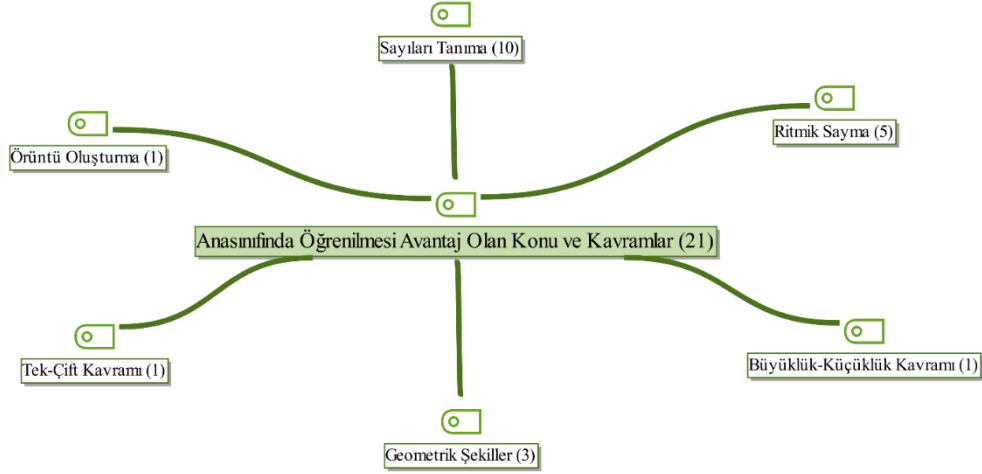 Sayıları Tanıma (10)
Ritmik Sayma (5)
Örüntü Oluşturma (1)
Anasınıfında Öğrenilmesi Avantaj Olan Konu ve Kavramlar (21)
Tek-Çift Kavramı (1)
Büyüklük-Küçüklük Kavramı (1)
Geometrik Şekiller (3)